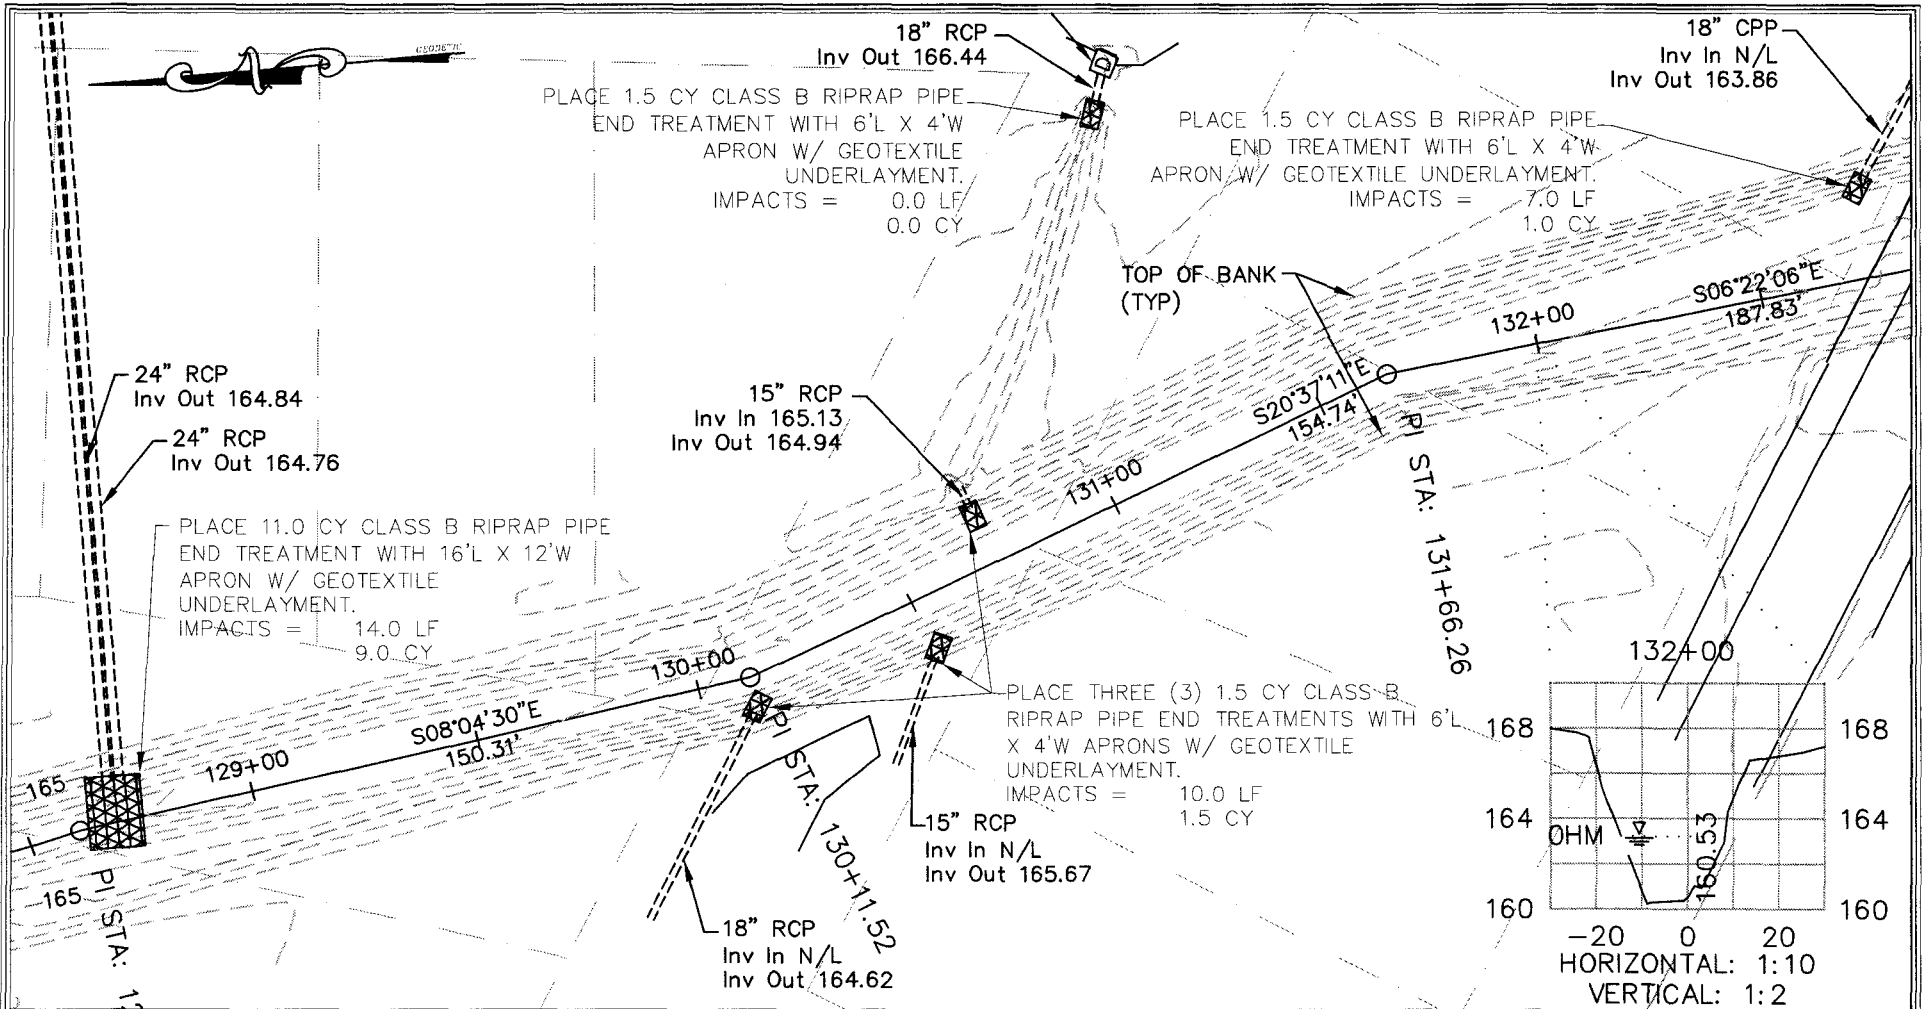 GEODETIC
18" RCP
Inv Out 166.44
PLACE 1.5 CY CLASS B RIPRAP PIPE
END TREATMENT WITH 6'L X 4'W
APRON W/ GEOTEXTILE
UNDERLAYMENT.
IMPACTS = 0.0 LF
0.0 CY
18" CPP
Inv In N/L
Inv Out 163.86
PLACE 1.5 CY CLASS B RIPRAP PIPE
END TREATMENT WITH 6'L X 4'W
APRON W/ GEOTEXTILE UNDERLAYMENT.
IMPACTS = 7.0 LF
1.0 CY
TOP OF BANK
(TYP)
132+00
S06°22'06"E
187.83'
24" RCP
Inv Out 164.84
24" RCP
Inv Out 164.76
15" RCP
Inv In 165.13
Inv Out 164.94
S20°37'11"E
154.74'
131+00
PI STA: 131+66.26
PLACE 11.0 CY CLASS B RIPRAP PIPE
END TREATMENT WITH 16'L X 12'W
APRON W/ GEOTEXTILE
UNDERLAYMENT.
IMPACTS = 14.0 LF
9.0 CY
130+00
S08°04'30"E
150.31'
129+00
165
165
PI STA:
PI STA: 130+11.52
PLACE THREE (3) 1.5 CY CLASS B
RIPRAP PIPE END TREATMENTS WITH 6'L
X 4'W APRONS W/ GEOTEXTILE
UNDERLAYMENT.
IMPACTS = 10.0 LF
1.5 CY
15" RCP
Inv In N/L
Inv Out 165.67
18" RCP
Inv In N/L
Inv Out 164.62
132+00
168 168
164 164
OHM
160.53
160 160
-20 0 20
HORIZONTAL: 1:10
VERTICAL: 1:2